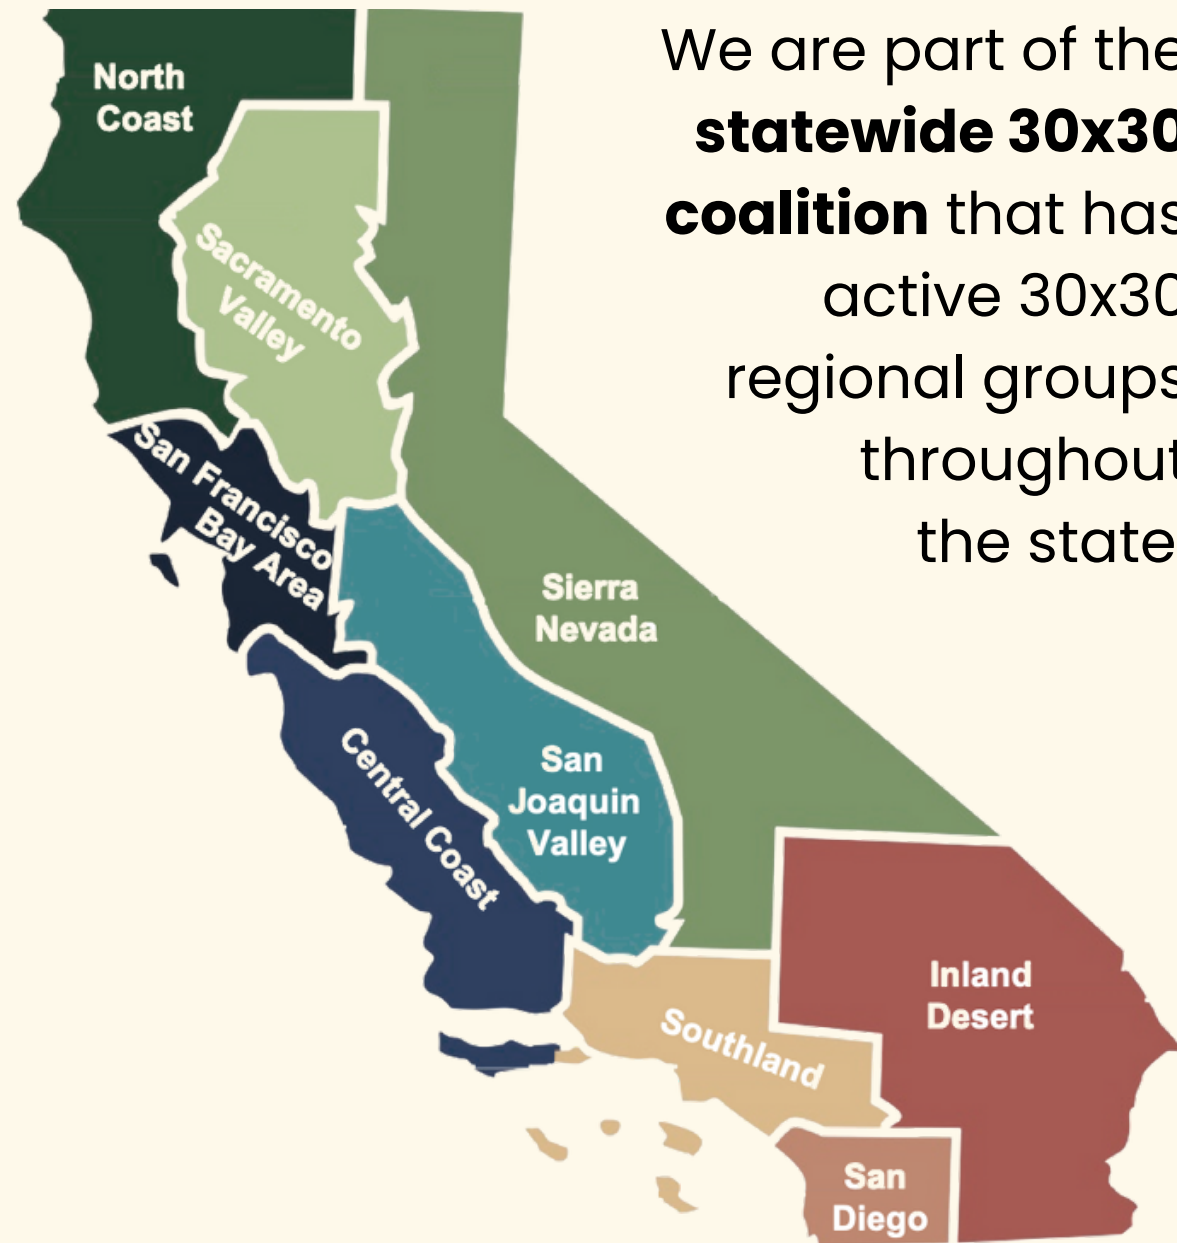 We are part of the
statewide 30x30
coalition that has
active 30x30
regional groups
throughout
the state
North
Coast
Sacramento
Valley
San Francisco
Bay Area
Sierra
Nevada
Central Coast
San
Joaquin
Valley
Inland
Desert
Southland
San
Diego